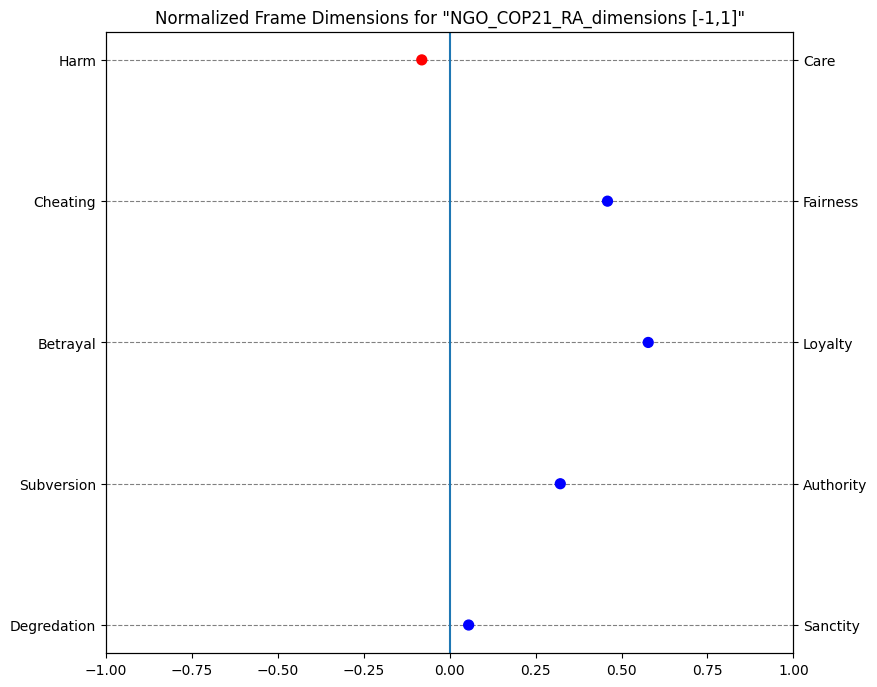 Normalized Frame Dimensions for "NGO_COP21_RA_dimensions [-1,1]"
Harm Care
Cheating Fairness
Betrayal Loyalty
Subversion Authority
Degredation Sanctity
−1.00 −0.75 −0.50 −0.25 0.00 0.25 0.50 0.75 1.00